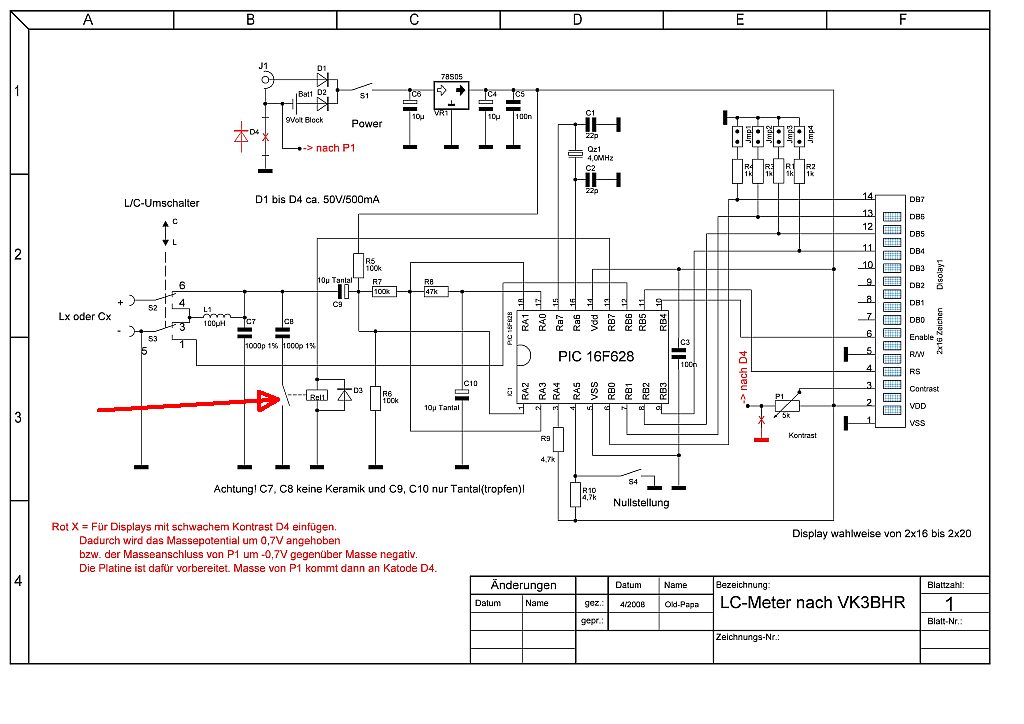 A B C D E F
1
J1
D1
D2
Bat1
9Volt Block
S1
Power
D4
-> nach P1
C6
10µ
78S05
VR1
C4
10µ
C5
100n
C1
22p
Qz1
4,0MHz
C2
22p
Jmp1
Jmp2
Jmp3
Jmp4
R4
1k
R3
1k
R1
1k
R2
1k
2
L/C-Umschalter
C
L
D1 bis D4 ca. 50V/500mA
R5
100k
10µ Tantal
C9
R7
100k
R8
47k
6
4
3
1
5
+
-
S2
S3
Lx oder Cx
L1
100µH
C7
1000p 1%
C8
1000p 1%
18 17 15 16 14 13 12 11 10
RA1 RA0 Ra7 Ra6 Vdd RB7 RB6 RB5 RB4
PIC 16F628
PIC 16F628
IC1
RA2 RA3 RA4 RA5 VSS RB0 RB1 RB2 RB3
1 2 3 4 5 6 7 8 9
C3
100n
14 DB7
13 DB6
12 DB5
11 DB4
10 DB3
9 DB2
8 DB1
7 DB0
6 Enable
5 R/W
4 RS
3 Contrast
2 VDD
1 VSS
Display1
2x16 Zeichen
3
Rel1
D3
R6
100k
C10
10µ Tantal
R9
4,7k
R10
4,7k
S4
Nullstellung
-> nach D4
P1
5k
Kontrast
Achtung! C7, C8 keine Keramik und C9, C10 nur Tantal(tropfen)!
Rot X = Für Displays mit schwachem Kontrast D4 einfügen.
Dadurch wird das Massepotential um 0,7V angehoben
bzw. der Masseanschluss von P1 um -0,7V gegenüber Masse negativ.
Die Platine ist dafür vorbereitet. Masse von P1 kommt dann an Katode D4.
Display wahlweise von 2x16 bis 2x20
4
Änderungen
Datum Name
Datum Name
gez.: 4/2008 Old-Papa
gepr.:
Bezeichnung:
LC-Meter nach VK3BHR
Zeichnungs-Nr.:
Blattzahl:
1
Blatt-Nr.: